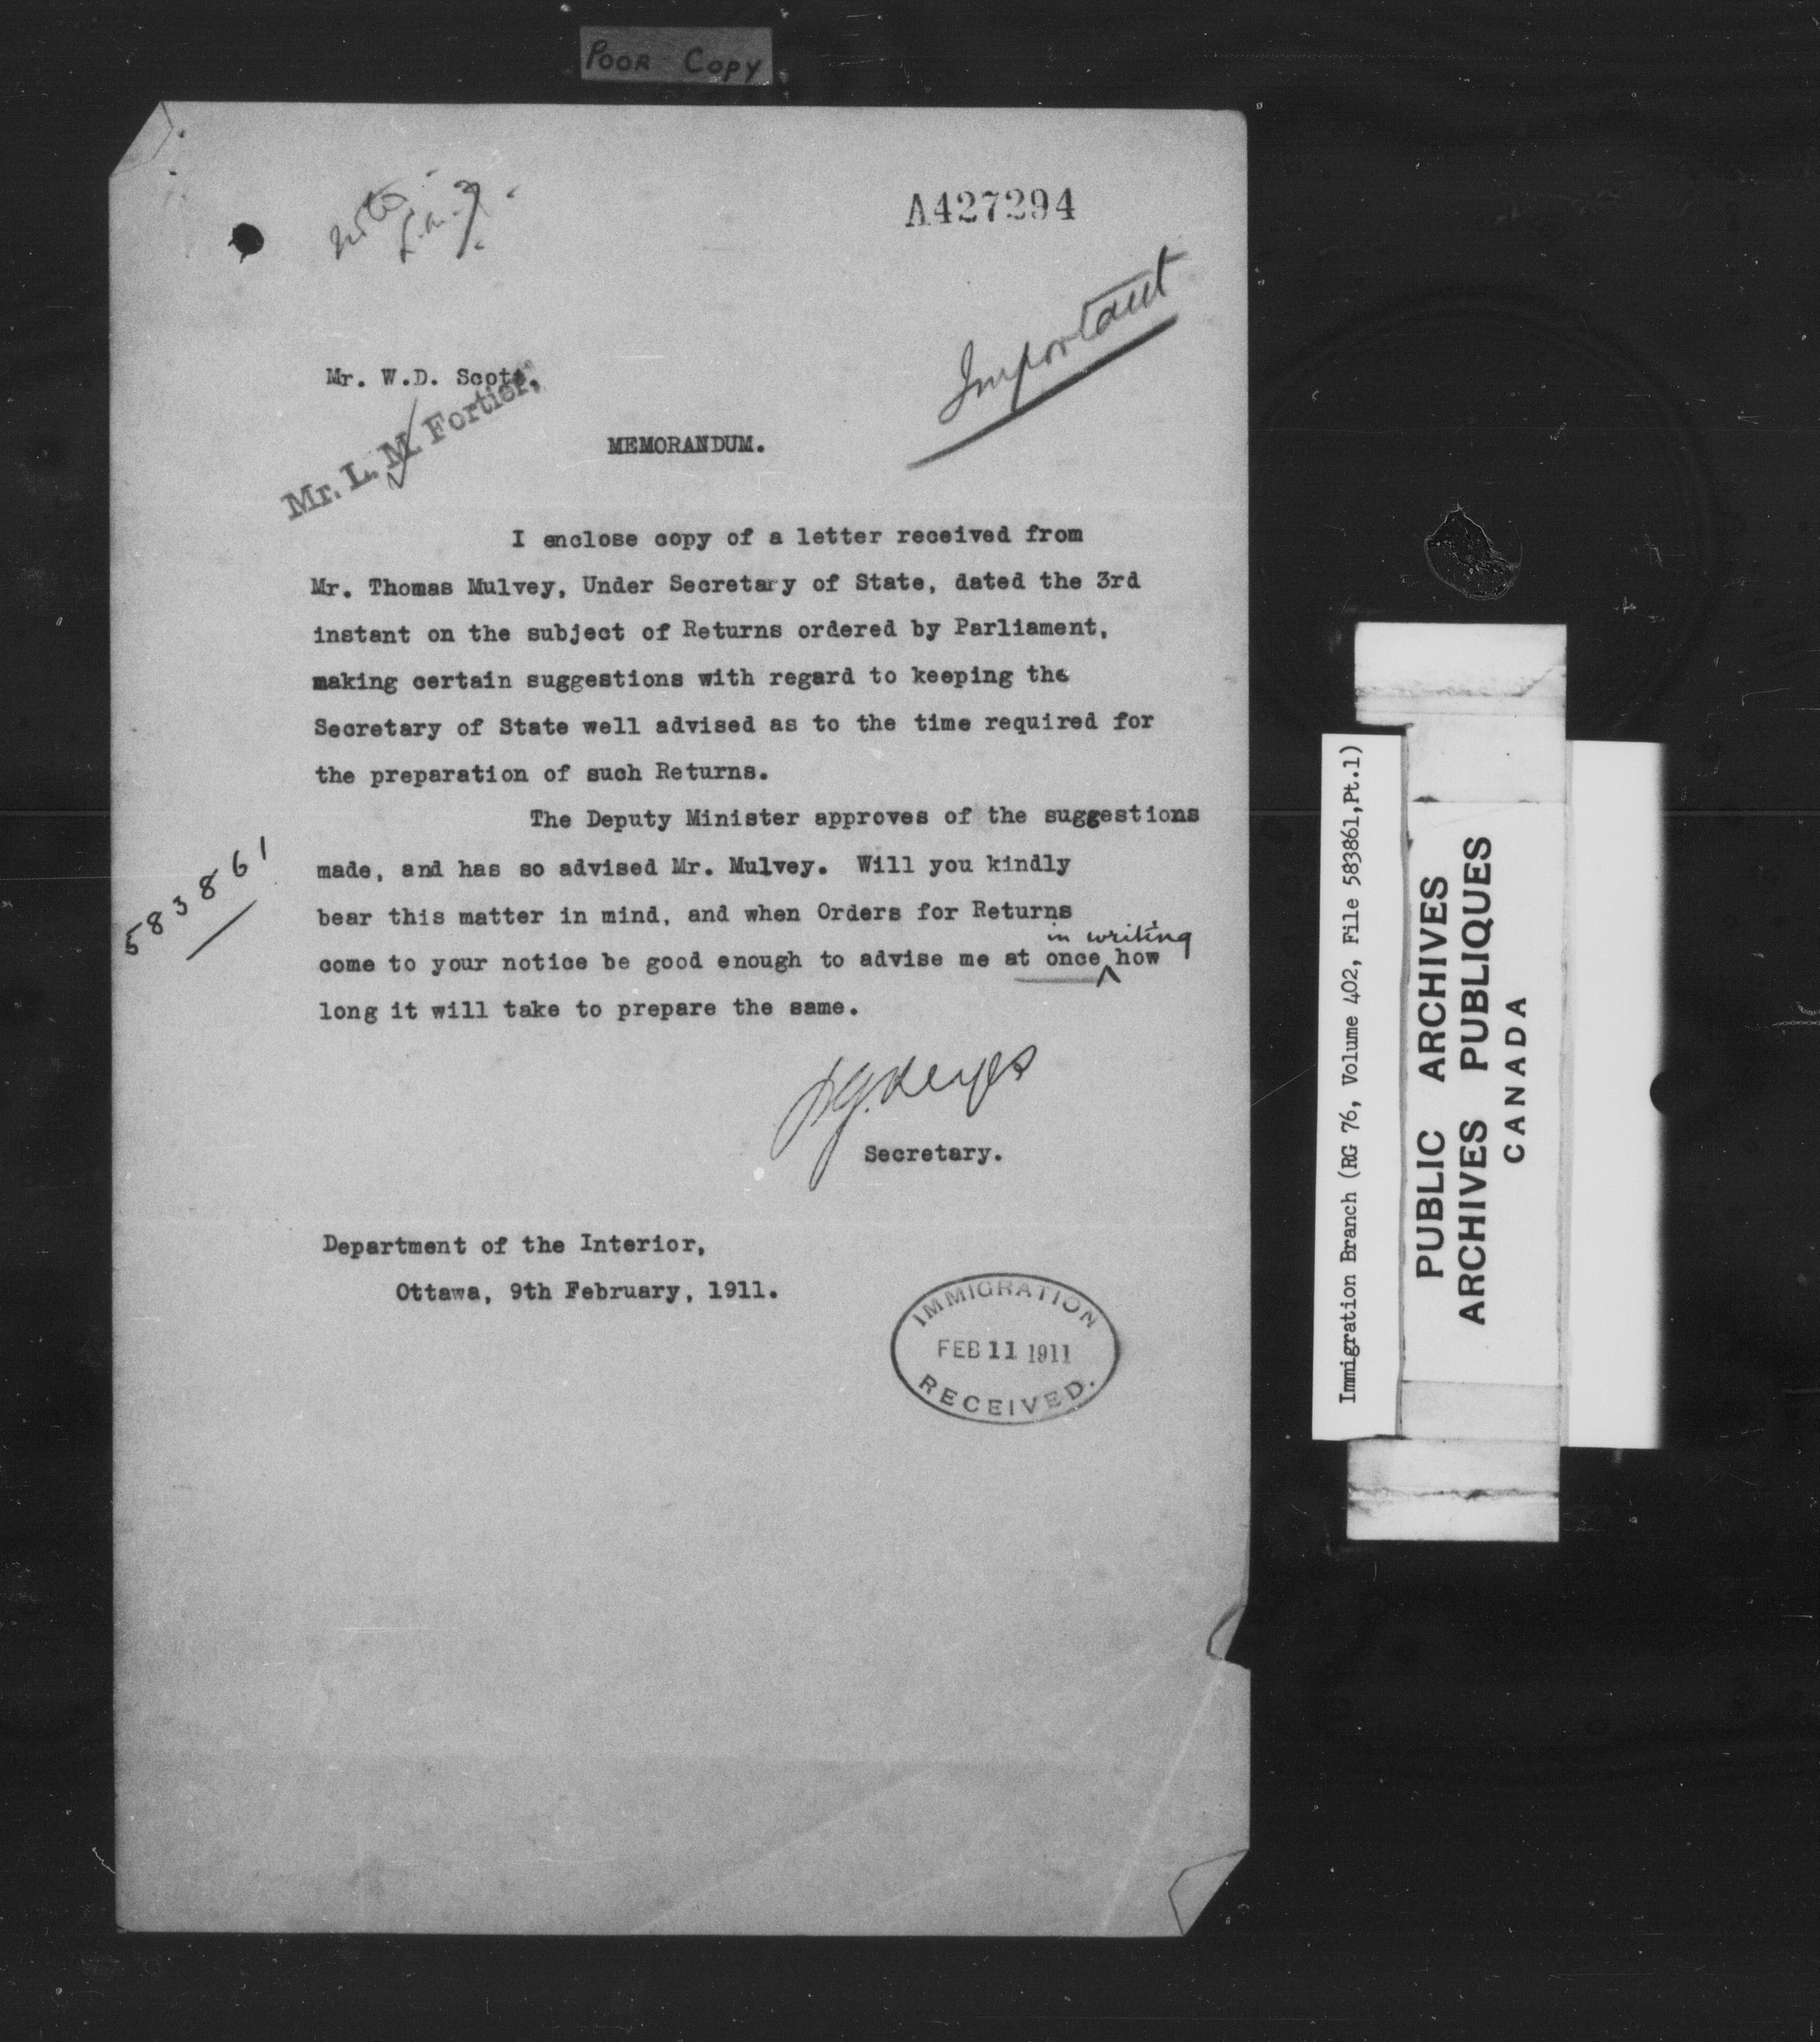 POOR COPY
A427294
Important
Mr. W.D. Scott,
Mr. L. M. Fortier,
MEMORANDUM.
I enclose copy of a letter received from
Mr. Thomas Mulvey, Under Secretary of State, dated the 3rd
instant on the subject of Returns ordered by Parliament,
making certain suggestions with regard to keeping the
Secretary of State well advised as to the time required for
the preparation of such Returns.
The Deputy Minister approves of the suggestions
made, and has so advised Mr. Mulvey. Will you kindly
bear this matter in mind, and when Orders for Returns
in writing
come to your notice be good enough to advise me at once how
long it will take to prepare the same.
583861
Secretary.
Department of the Interior,
Ottawa, 9th February, 1911.
IMMIGRATION
FEB 11 1911
RECEIVED.
Immigration Branch (RG 76, Volume 402, File 583861,Pt.1)
PUBLIC ARCHIVES
ARCHIVES PUBLIQUES
CANADA